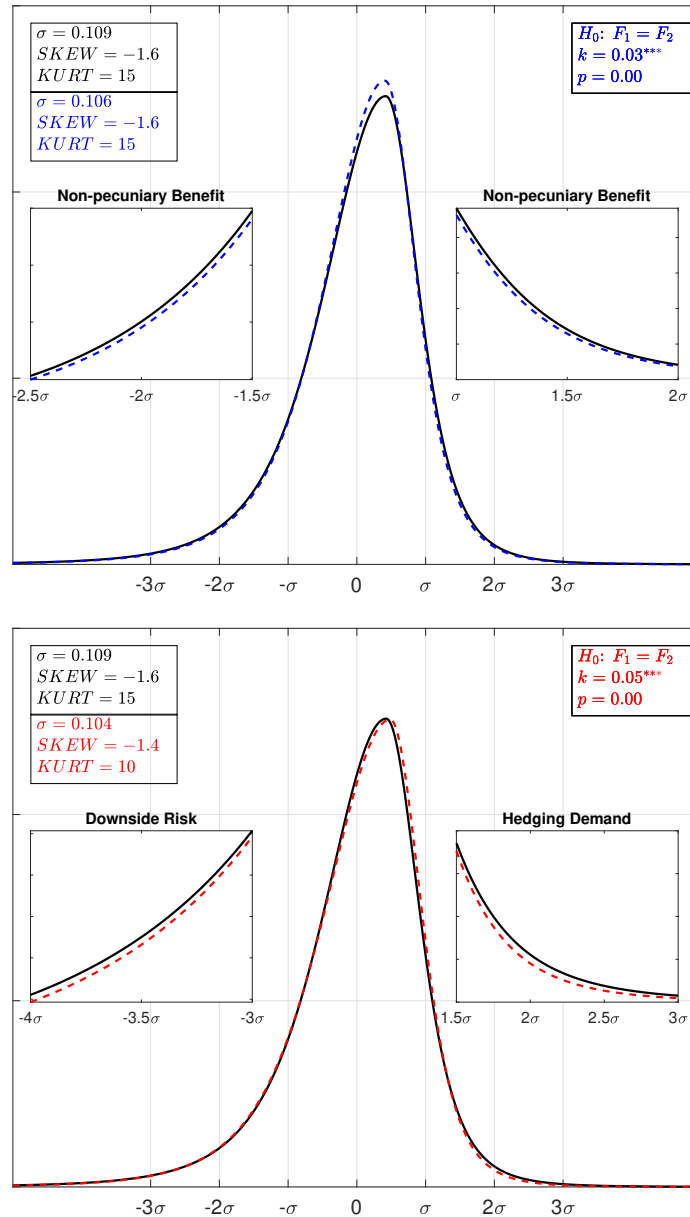 σ = 0.109
SKEW = −1.6
KURT = 15
σ = 0.106
SKEW = −1.6
KURT = 15
H₀: F₁ = F₂
k = 0.03***
p = 0.00
Non-pecuniary Benefit
-2.5σ -2σ -1.5σ
Non-pecuniary Benefit
σ 1.5σ 2σ
-3σ -2σ -σ 0 σ 2σ 3σ
σ = 0.109
SKEW = −1.6
KURT = 15
σ = 0.104
SKEW = −1.4
KURT = 10
H₀: F₁ = F₂
k = 0.05***
p = 0.00
Downside Risk
-4σ -3.5σ -3σ
Hedging Demand
1.5σ 2σ 2.5σ 3σ
-3σ -2σ -σ 0 σ 2σ 3σ